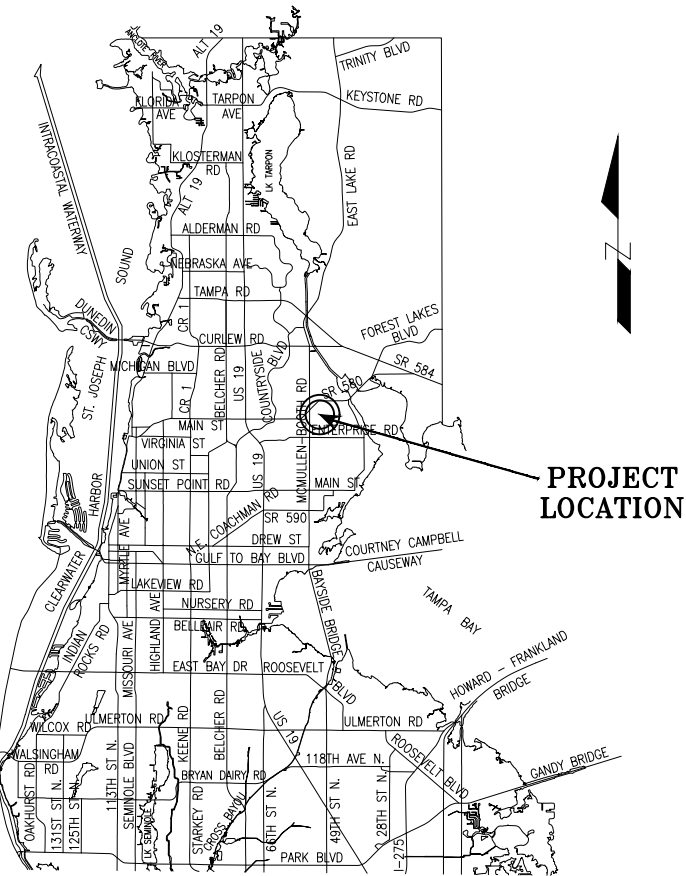 ANCLOTE RIVER
ALT 19
TRINITY BLVD
FLORIDA
AVE
TARPON
AVE
KEYSTONE RD
INTRACOASTAL WATERWAY
KLOSTERMAN
RD
LK TARPON
EAST LAKE RD
ALT 19
ALDERMAN RD
SOUND
NEBRASKA AVE
TAMPA RD
Z
DUNEDIN
CSWY
CR 1
CURLEW RD
FOREST LAKES
BLVD
ST. JOSEPH
MICHIGAN BLVD
BELCHER RD
US 19
COUNTRYSIDE
BLVD
SR 584
SR 580
CR 1
MCMULLEN-BOOTH RD
MAIN ST
ENTERPRISE RD
VIRGINIA ST
UNION ST
US 19
PROJECT
LOCATION
HARBOR
SUNSET POINT RD
MAIN ST
N.E. COACHMAN RD
SR 590
MYRTLE AVE
DREW ST
GULF TO BAY BLVD
COURTNEY CAMPBELL
CAUSEWAY
CLEARWATER
LAKEVIEW RD
BAYSIDE BRIDGE
TAMPA
BAY
HIGHLAND AVE
NURSERY RD
INDIAN
ROCKS RD
MISSOURI AVE
BELLEAIR RD
EAST BAY DR
ROOSEVELT
BLVD
HOWARD - FRANKLAND
BRIDGE
WILCOX RD
ULMERTON RD
KEENE RD
BELCHER RD
US 19
ULMERTON RD
WALSINGHAM
RD
118TH AVE N.
ROOSEVELT BLVD
GANDY BRIDGE
OAKHURST RD
131ST ST N.
125TH ST N.
113TH ST N.
SEMINOLE BLVD
LK SEMINOLE
BRYAN DAIRY RD
STARKEY RD
CROSS BAYOU
66TH ST N.
49TH ST N.
28TH ST N.
I-275
PARK BLVD